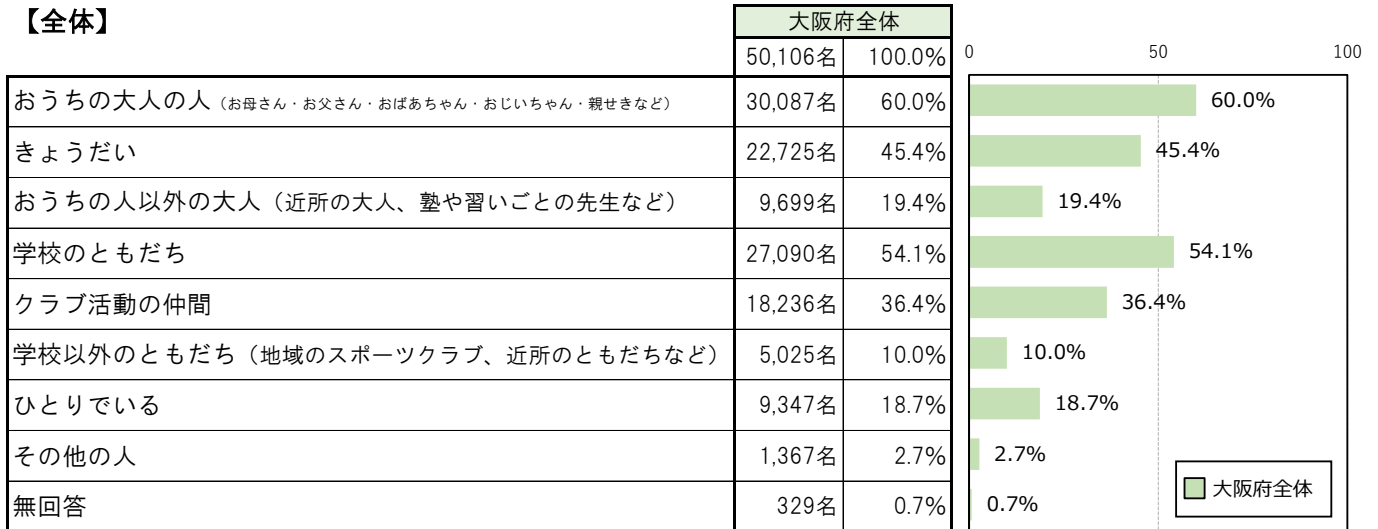 【全体】
大阪府全体
50,106名 100.0%
0 50 100
おうちの大人の人（お母さん・お父さん・おばあちゃん・おじいちゃん・親せきなど） 30,087名 60.0% 60.0%
きょうだい 22,725名 45.4% 45.4%
おうちの人以外の大人（近所の大人、塾や習いごとの先生など） 9,699名 19.4% 19.4%
学校のともだち 27,090名 54.1% 54.1%
クラブ活動の仲間 18,236名 36.4% 36.4%
学校以外のともだち（地域のスポーツクラブ、近所のともだちなど） 5,025名 10.0% 10.0%
ひとりでいる 9,347名 18.7% 18.7%
その他の人 1,367名 2.7% 2.7%
無回答 329名 0.7% 0.7%
大阪府全体